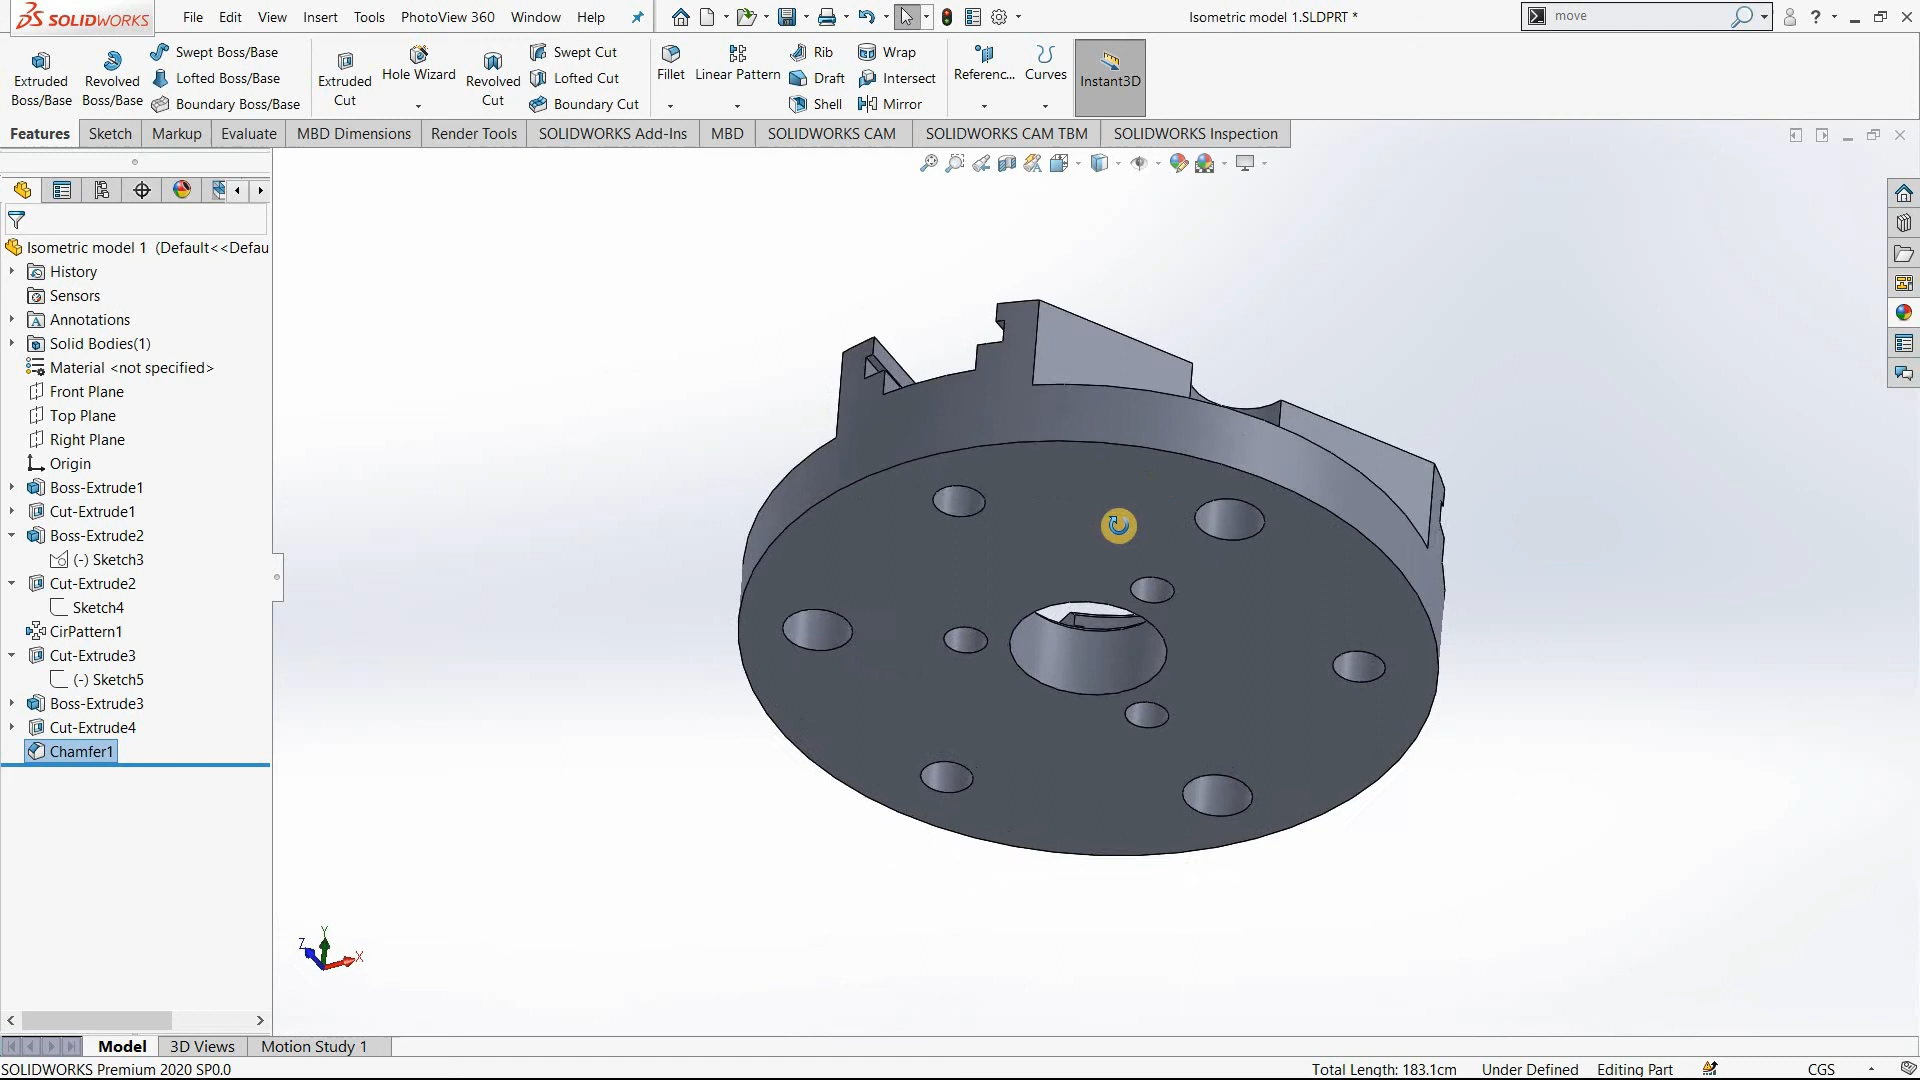 SOLIDWORKS File Edit View Insert Tools PhotoView 360 Window Help Isometric model 1.SLDPRT * move ?
Extruded Boss/Base
Revolved Boss/Base
Swept Boss/Base
Lofted Boss/Base
Boundary Boss/Base
Extruded Cut
Hole Wizard
Revolved Cut
Swept Cut
Lofted Cut
Boundary Cut
Fillet
Linear Pattern
Rib
Draft
Shell
Wrap
Intersect
Mirror
Referenc...
Curves
Instant3D
Features Sketch Markup Evaluate MBD Dimensions Render Tools SOLIDWORKS Add-Ins MBD SOLIDWORKS CAM SOLIDWORKS CAM TBM SOLIDWORKS Inspection
Isometric model 1 (Default<<Defau
History
Sensors
Annotations
Solid Bodies(1)
Material <not specified>
Front Plane
Top Plane
Right Plane
Origin
Boss-Extrude1
Cut-Extrude1
Boss-Extrude2
(-) Sketch3
Cut-Extrude2
Sketch4
CirPattern1
Cut-Extrude3
(-) Sketch5
Boss-Extrude3
Cut-Extrude4
Chamfer1
Y
Z
X
Model 3D Views Motion Study 1
SOLIDWORKS Premium 2020 SP0.0 Total Length: 183.1cm Under Defined Editing Part CGS